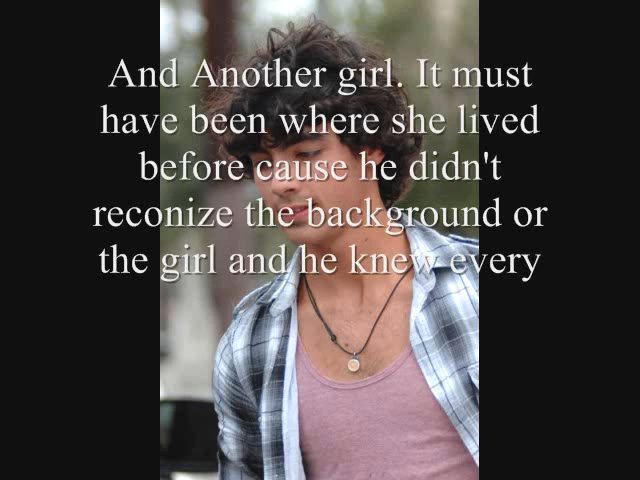 And Another girl. It must
have been where she lived
before cause he didn't
reconize the background or
the girl and he knew every